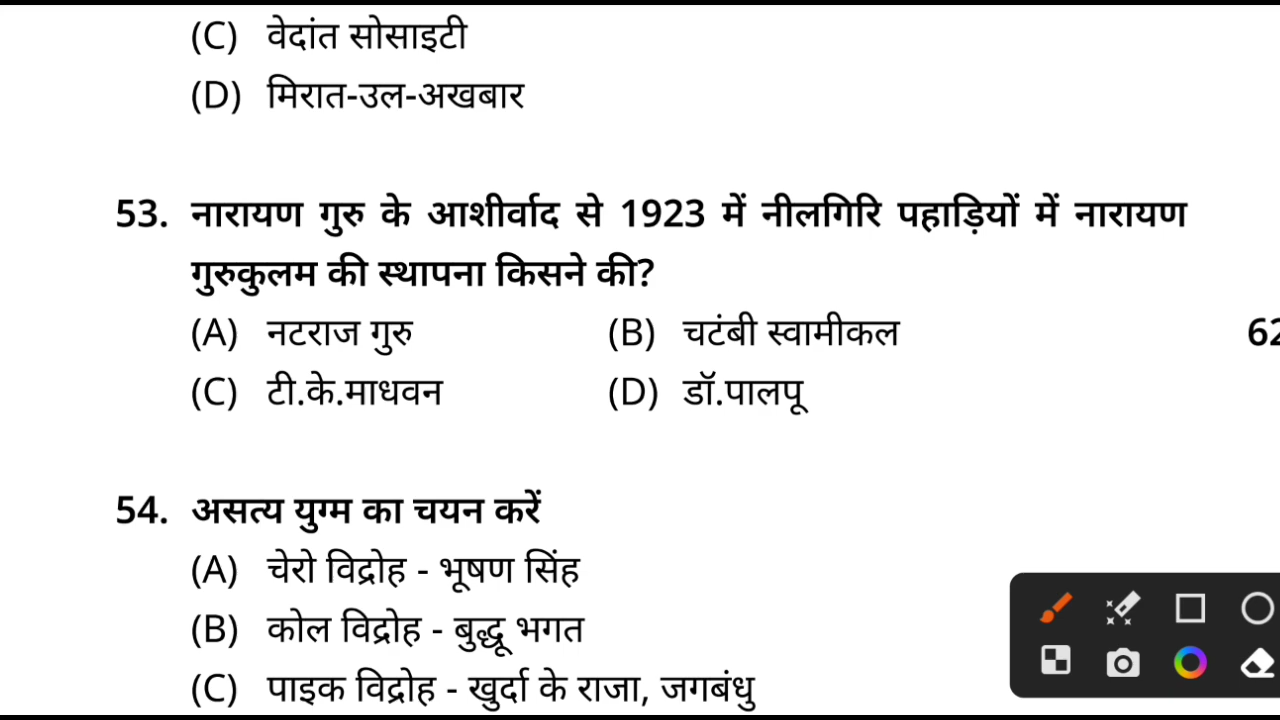 (C) वेदांत सोसाइटी
(D) मिरात-उल-अखबार
53. नारायण गुरु के आशीर्वाद से 1923 में नीलगिरि पहाड़ियों में नारायण
गुरुकुलम की स्थापना किसने की?
(A) नटराज गुरु (B) चटंबी स्वामीकल
(C) टी.के.माधवन (D) डॉ.पालपू
62
54. असत्य युग्म का चयन करें
(A) चेरो विद्रोह - भूषण सिंह
(B) कोल विद्रोह - बुद्धू भगत
(C) पाइक विद्रोह - खुर्दा के राजा, जगबंधु